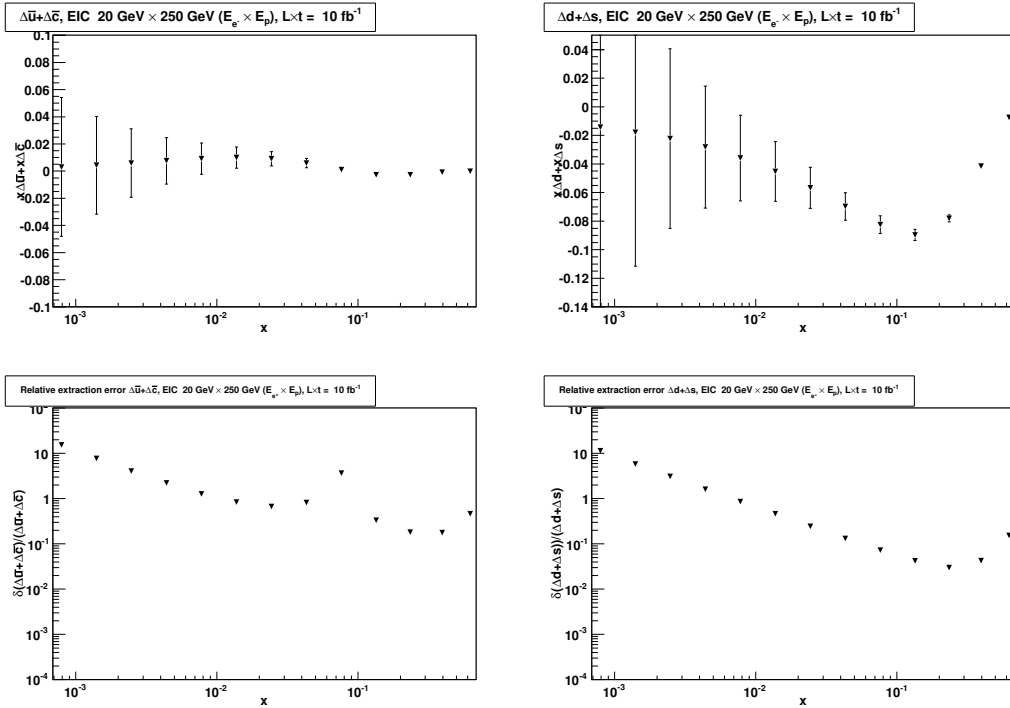 Δu̅+Δc̅, EIC 20 GeV × 250 GeV (E_e- × E_p), L×t = 10 fb⁻¹
0.1
0.08
0.06
0.04
0.02
0
-0.02
-0.04
-0.06
-0.08
-0.1
xΔu̅+xΔc̅
10⁻³ 10⁻² 10⁻¹
x
Δd+Δs, EIC 20 GeV × 250 GeV (E_e- × E_p), L×t = 10 fb⁻¹
0.04
0.02
0
-0.02
-0.04
-0.06
-0.08
-0.1
-0.12
-0.14
xΔd+xΔs
10⁻³ 10⁻² 10⁻¹
x
Relative extraction error Δu̅+Δc̅, EIC 20 GeV × 250 GeV (E_e+ × E_p), L×t = 10 fb⁻¹
10²
10
1
10⁻¹
10⁻²
10⁻³
10⁻⁴
δ(Δu̅+Δc̅)/(Δu̅+Δc̅)
10⁻³ 10⁻² 10⁻¹
x
Relative extraction error Δd+Δs, EIC 20 GeV × 250 GeV (E_e- × E_p), L×t = 10 fb⁻¹
10²
10
1
10⁻¹
10⁻²
10⁻³
10⁻⁴
δ(Δd+Δs))/(Δd+Δs)
10⁻³ 10⁻² 10⁻¹
x